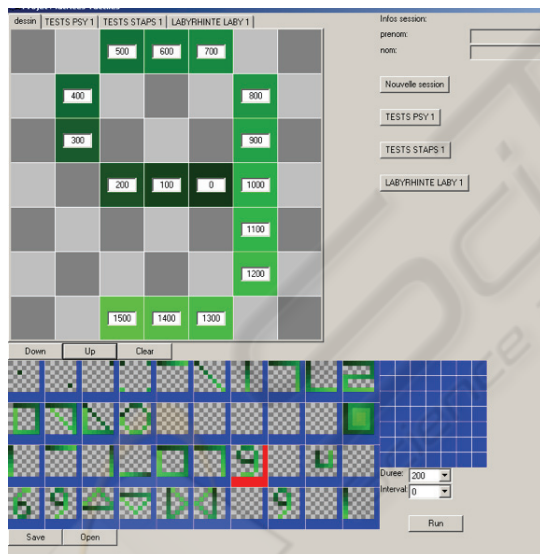 dessin TESTS PSY 1 TESTS STAPS 1 LABYRHINTE LABY 1
Infos session:
prenom:
nom:
500 600 700
400 800
300 900
200 100 0 1000
1100
1200
1500 1400 1300
Nouvelle session
TESTS PSY 1
TESTS STAPS 1
LABYRHINTE LABY 1
Down Up Clear
Duree: 200
Interval 0
Run
Save Open